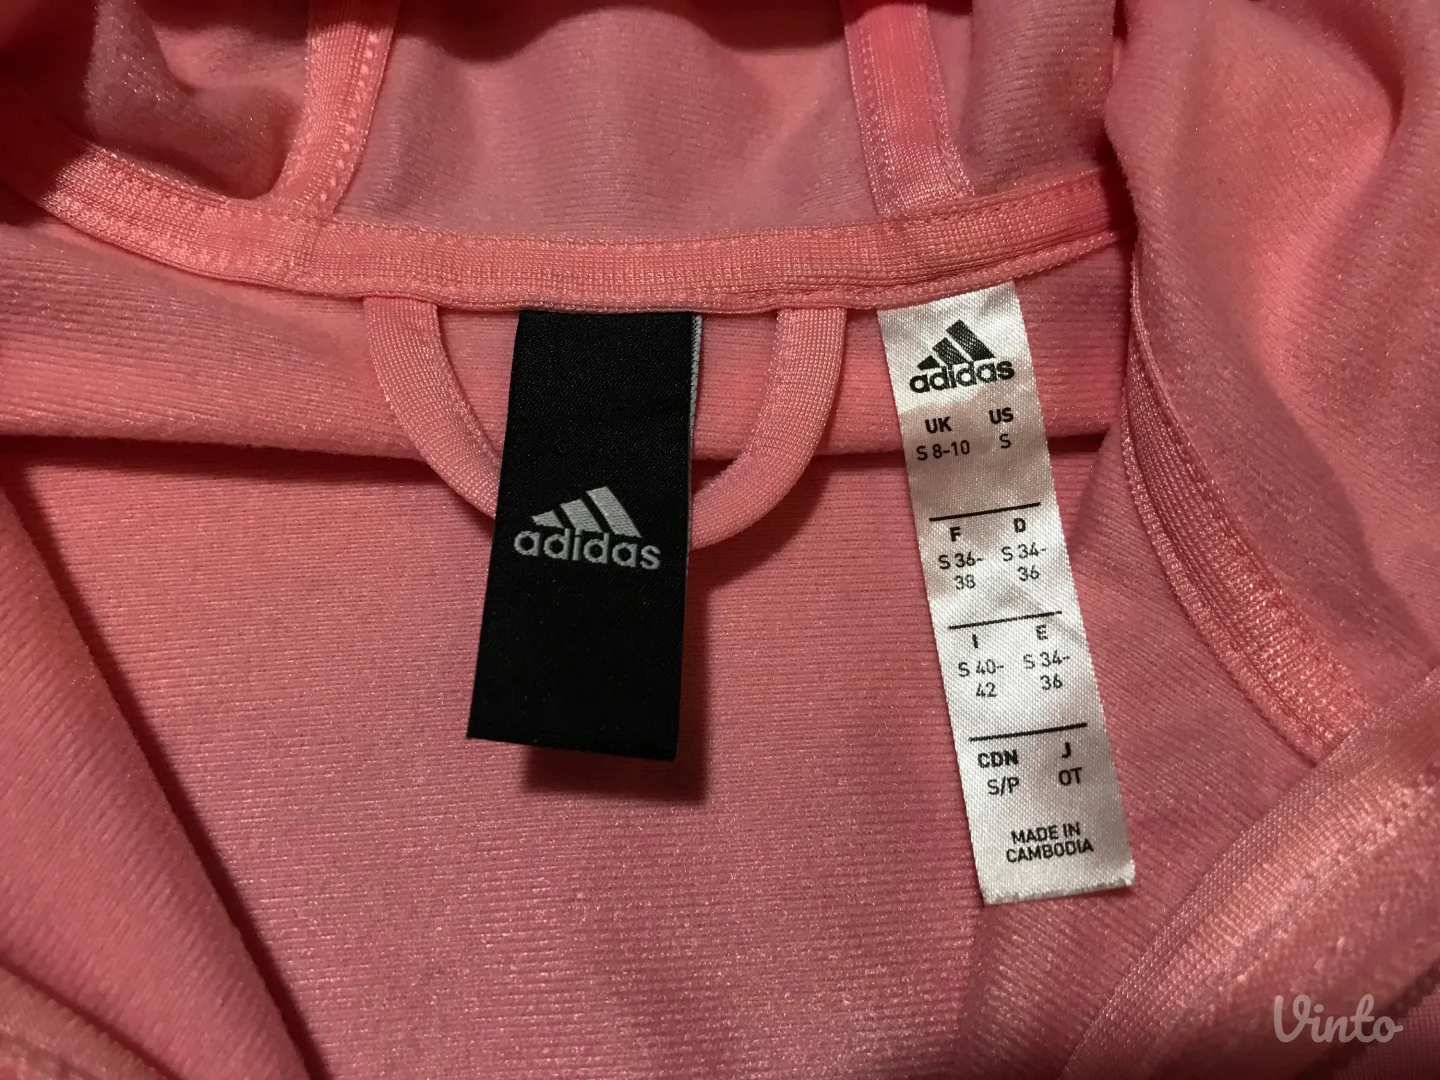 adidas
adidas
UK US
S 8-10 S
F D
S 36- S 34-
38 36
I E
S 40- S 34-
42 36
CDN J
S/P OT
MADE IN
CAMBODIA
Vinto